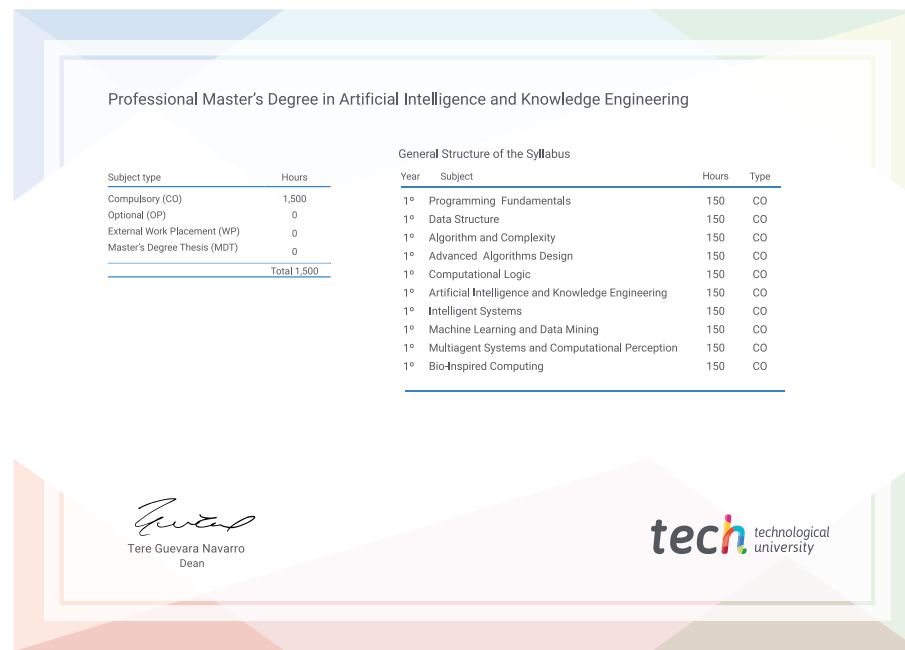 Professional Master's Degree in Artificial Intelligence and Knowledge Engineering
Subject type Hours
Compulsory (CO) 1,500
Optional (OP) 0
External Work Placement (WP) 0
Master's Degree Thesis (MDT) 0
Total 1,500
General Structure of the Syllabus
Year Subject Hours Type
1º Programming Fundamentals 150 CO
1º Data Structure 150 CO
1º Algorithm and Complexity 150 CO
1º Advanced Algorithms Design 150 CO
1º Computational Logic 150 CO
1º Artificial Intelligence and Knowledge Engineering 150 CO
1º Intelligent Systems 150 CO
1º Machine Learning and Data Mining 150 CO
1º Multiagent Systems and Computational Perception 150 CO
1º Bio-Inspired Computing 150 CO
Tere Guevara Navarro
Dean
tech technological
university